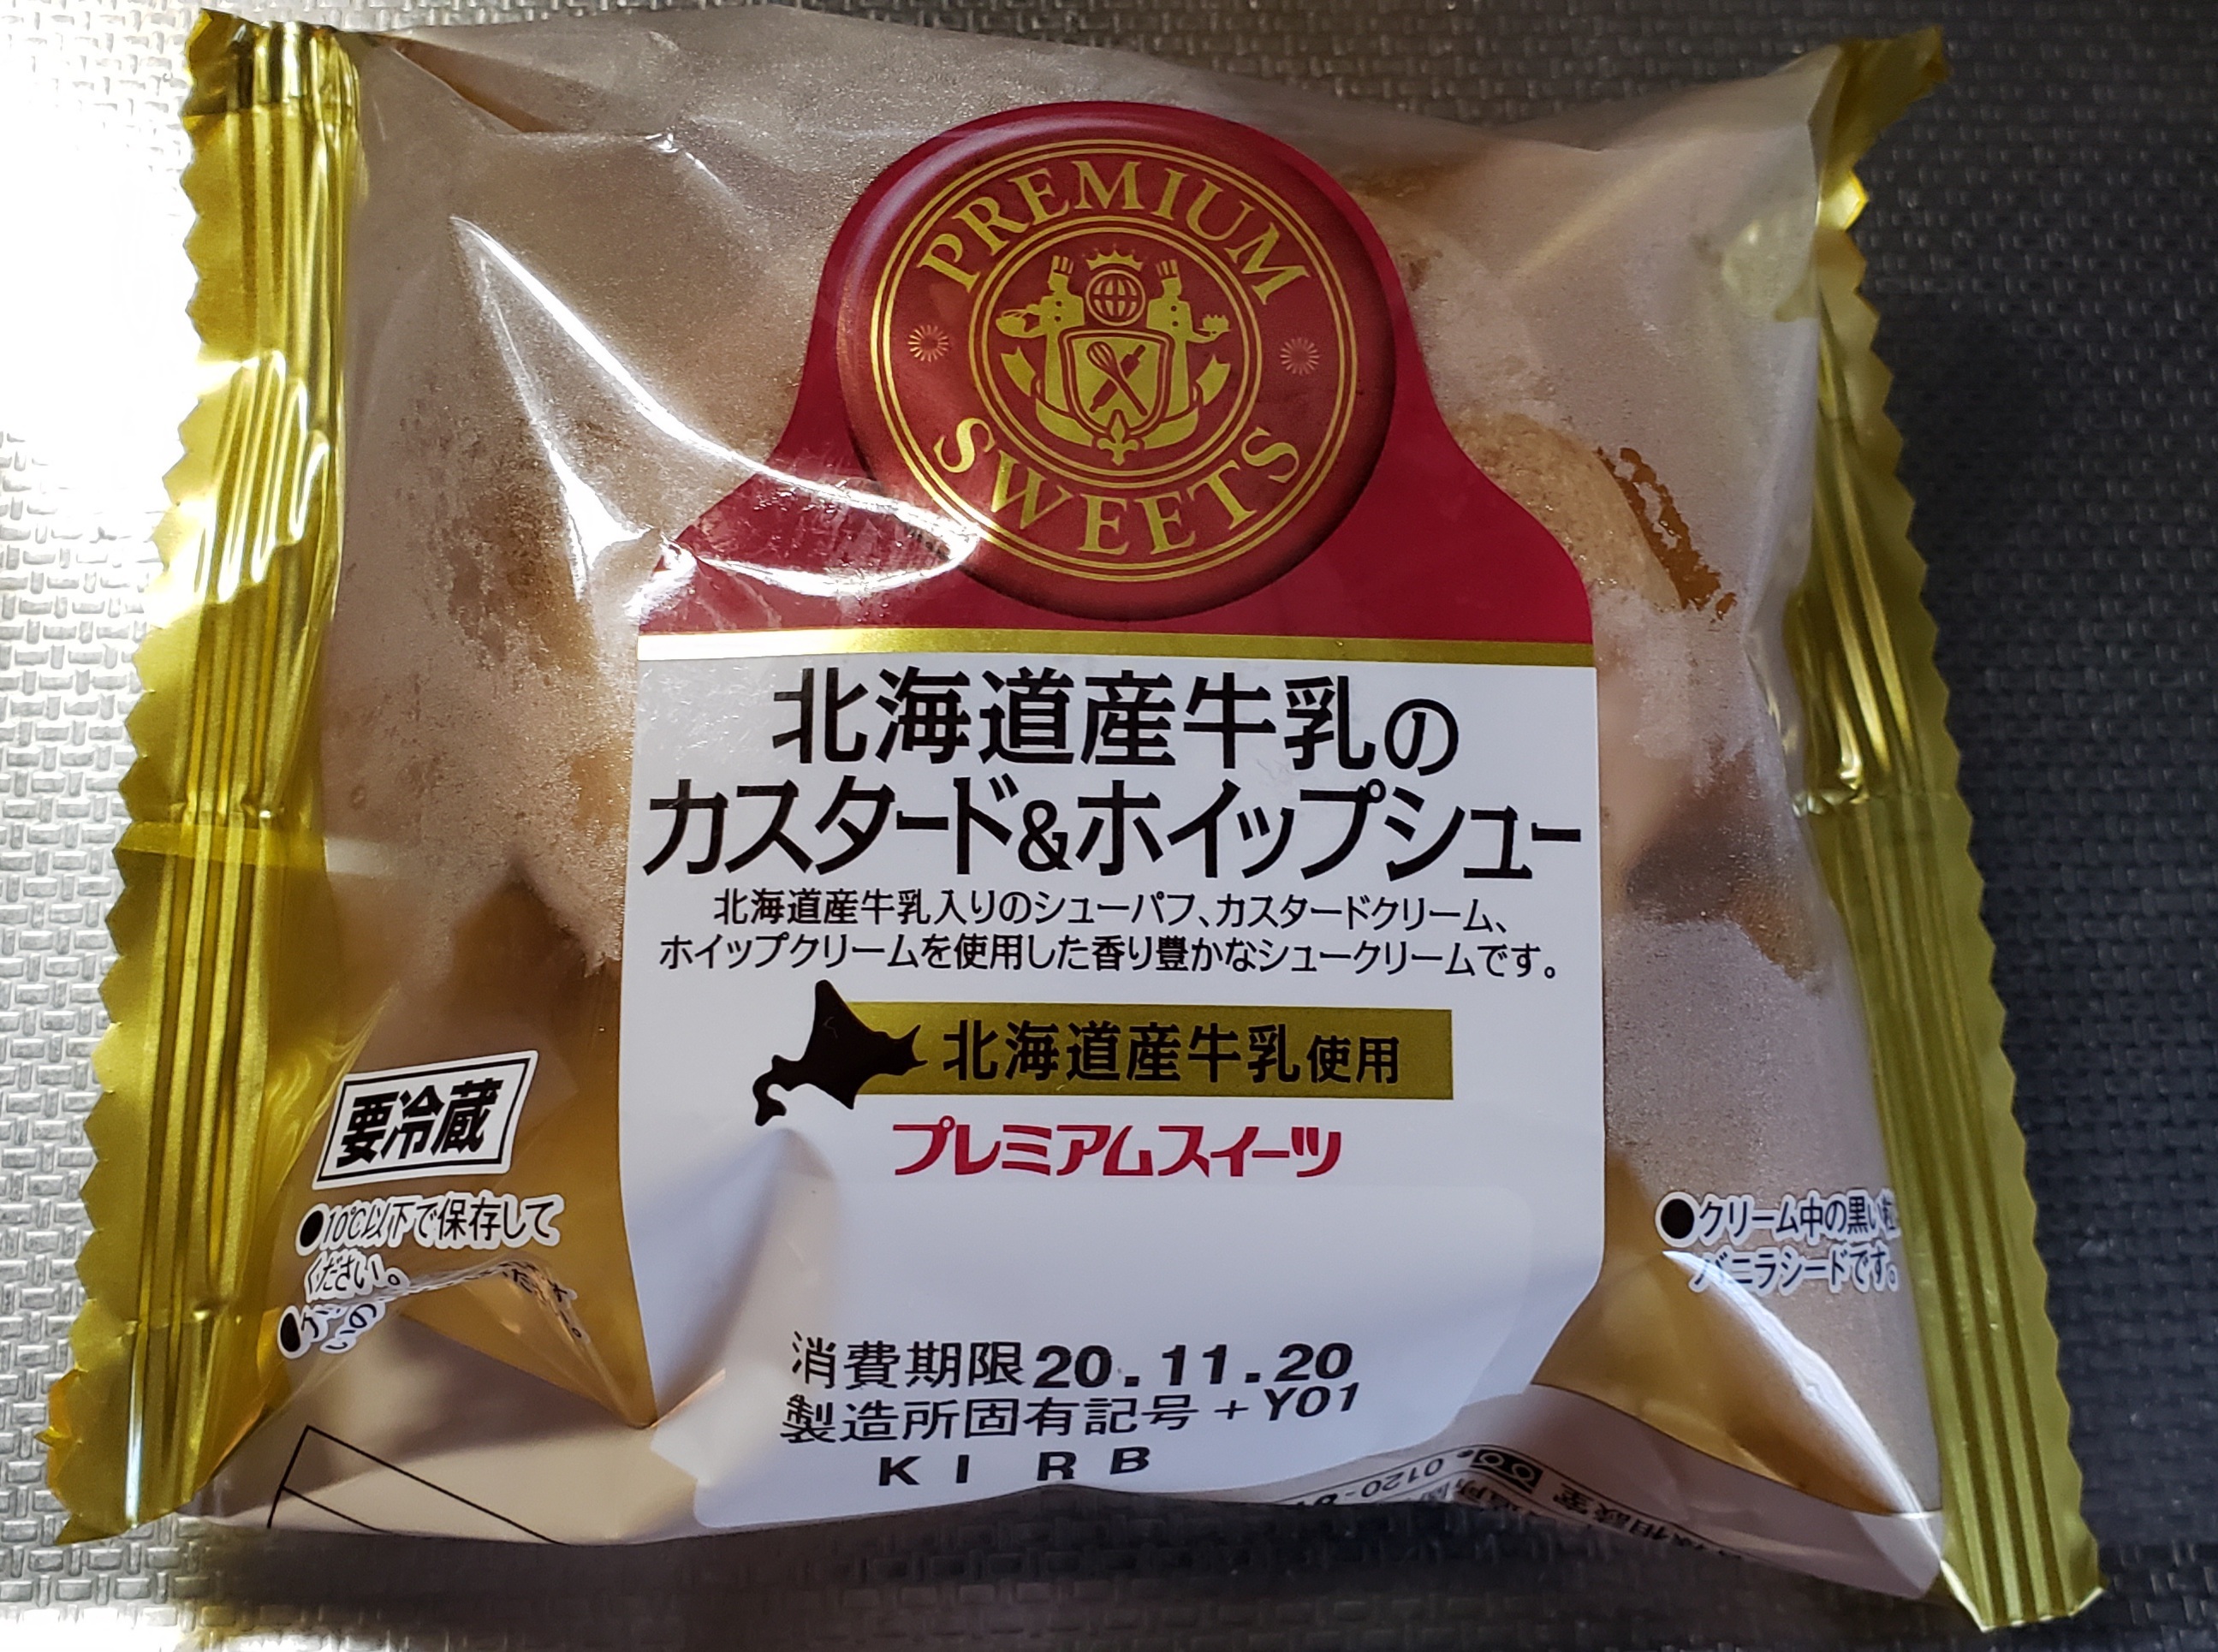 PREMIUM
SWEETS
北海道産牛乳の
カスタード&ホイップシュー
北海道産牛乳入りのシューパフ、カスタードクリーム、
ホイップクリームを使用した香り豊かなシュークリームです。
北海道産牛乳使用
プレミアムスイーツ
要冷蔵
●10℃以下で保存して
ください。
●クリーム中の黒い粒
バニラシードです。
消費期限20.11.20
製造所固有記号+Y01
KIRB
0120-